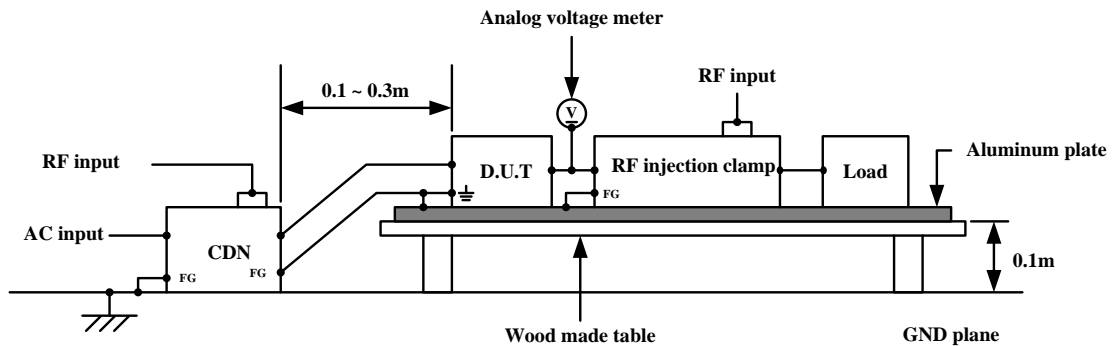 Analog voltage meter
RF input
0.1 ~ 0.3m
V
RF input
D.U.T
RF injection clamp
Load
Aluminum plate
FG
AC input
CDN
FG
FG
0.1m
Wood made table
GND plane